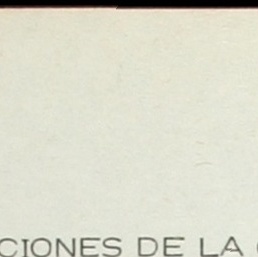 CIONES DE LA